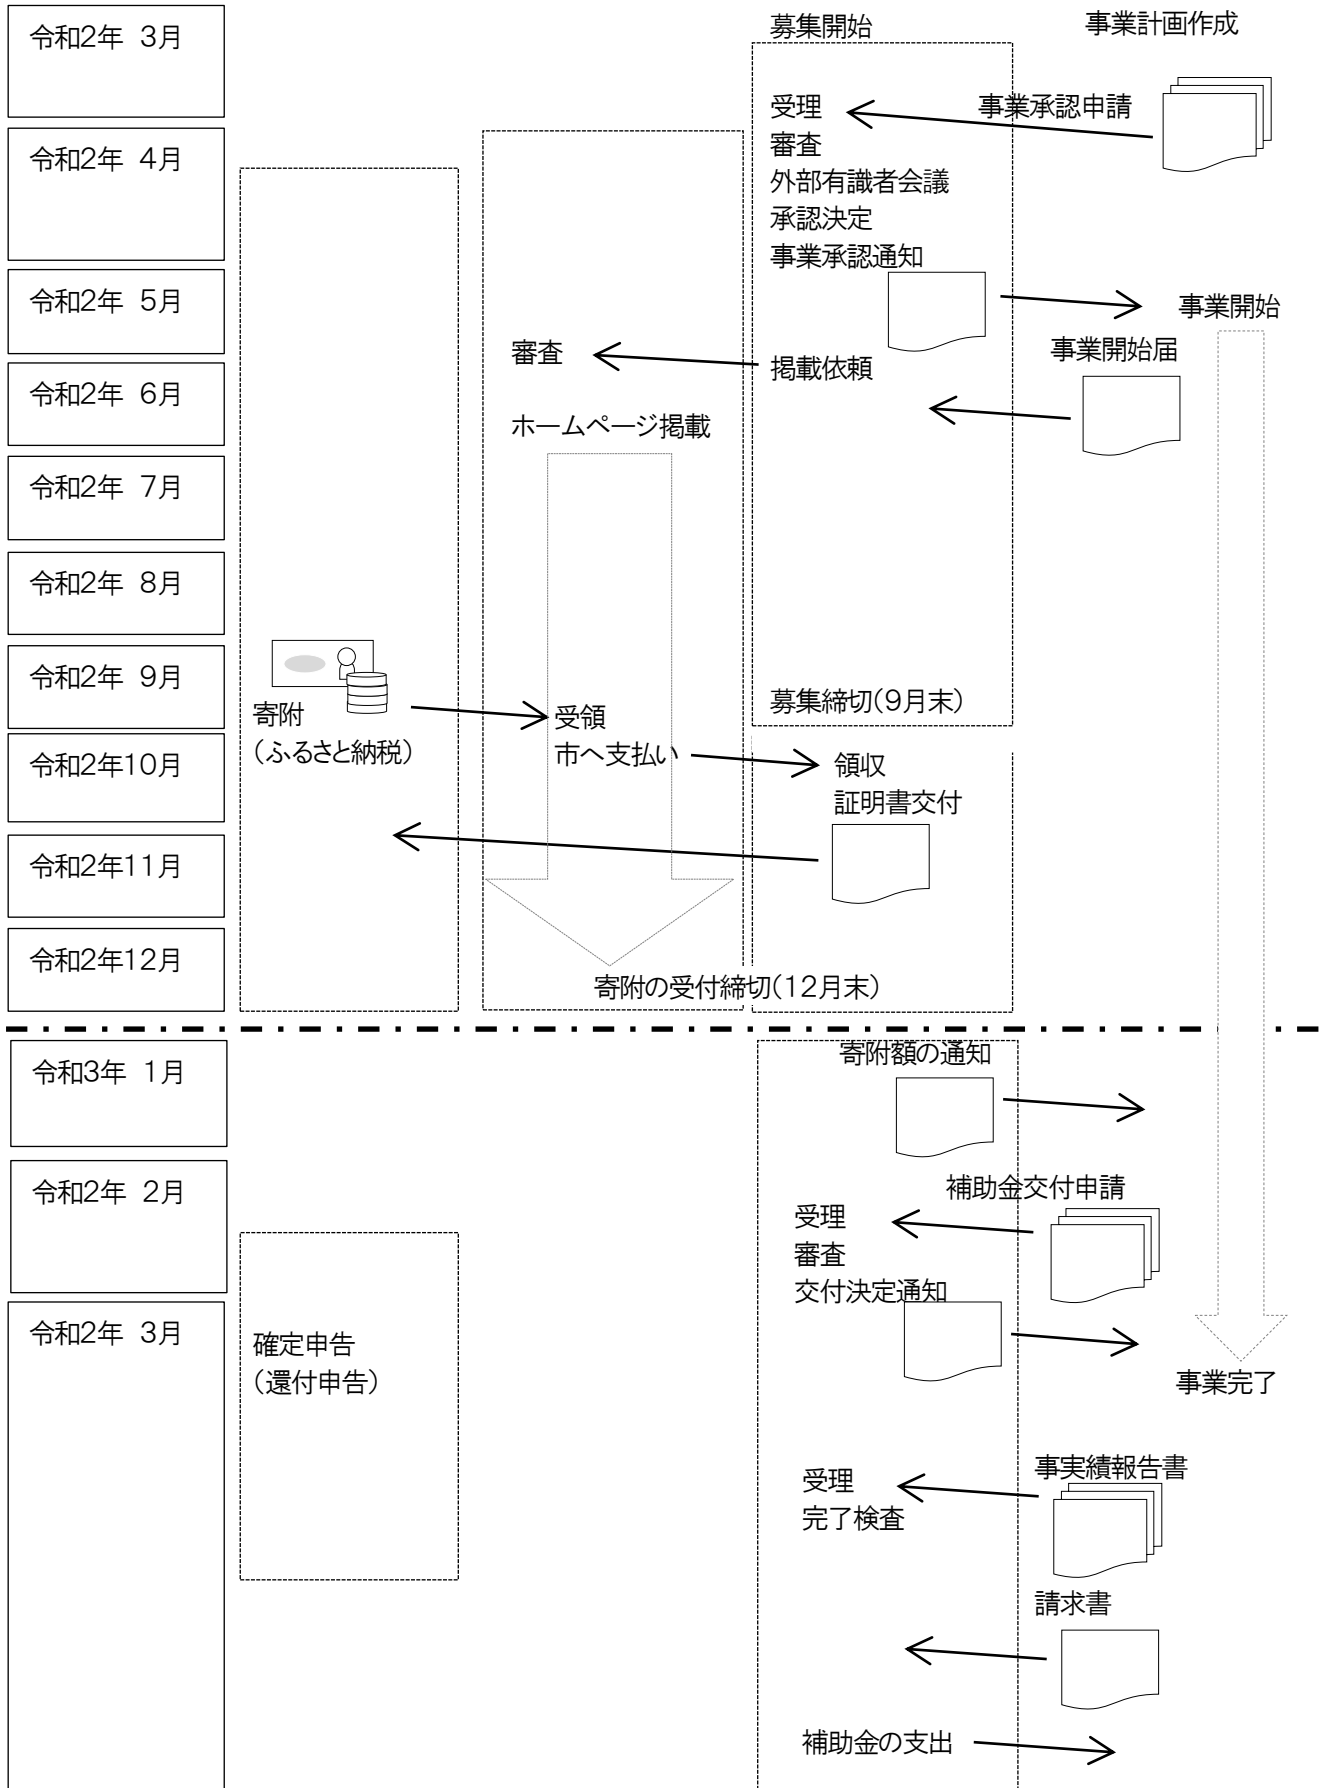 令和2年 3月
募集開始
事業計画作成
受理
事業承認申請
審査
令和2年 4月
外部有識者会議
承認決定
事業承認通知
令和2年 5月
事業開始
審査
掲載依頼
事業開始届
令和2年 6月
ホームページ掲載
令和2年 7月
令和2年 8月
令和2年 9月
募集締切(9月末)
寄附
(ふるさと納税)
受領
市へ支払い
令和2年10月
領収
証明書交付
令和2年11月
令和2年12月
寄附の受付締切(12月末)
令和3年 1月
寄附額の通知
令和2年 2月
補助金交付申請
受理
審査
交付決定通知
令和2年 3月
確定申告
(還付申告)
事業完了
事実績報告書
受理
完了検査
請求書
補助金の支出